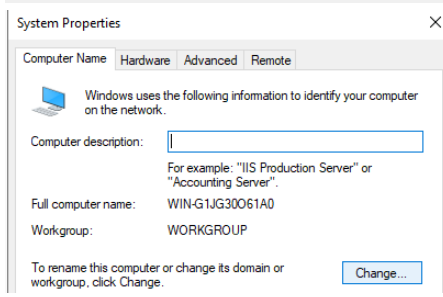 System Properties
Computer Name Hardware Advanced Remote
Windows uses the following information to identify your computer
on the network.
Computer description:
For example: "IIS Production Server" or
"Accounting Server".
Full computer name: WIN-G1JG30O61A0
Workgroup: WORKGROUP
To rename this computer or change its domain or
workgroup, click Change.
Change...